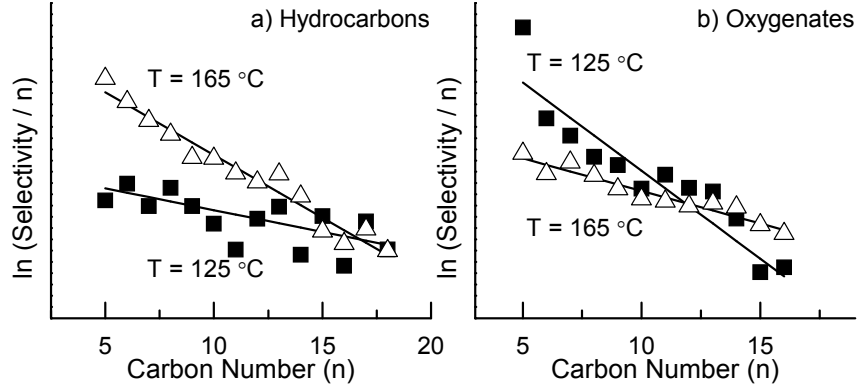 a) Hydrocarbons
T = 165 °C
T = 125 °C
ln (Selectivity / n)
5
10
15
20
Carbon Number (n)
b) Oxygenates
T = 125 °C
T = 165 °C
ln (Selectivity / n)
5
10
15
Carbon Number (n)